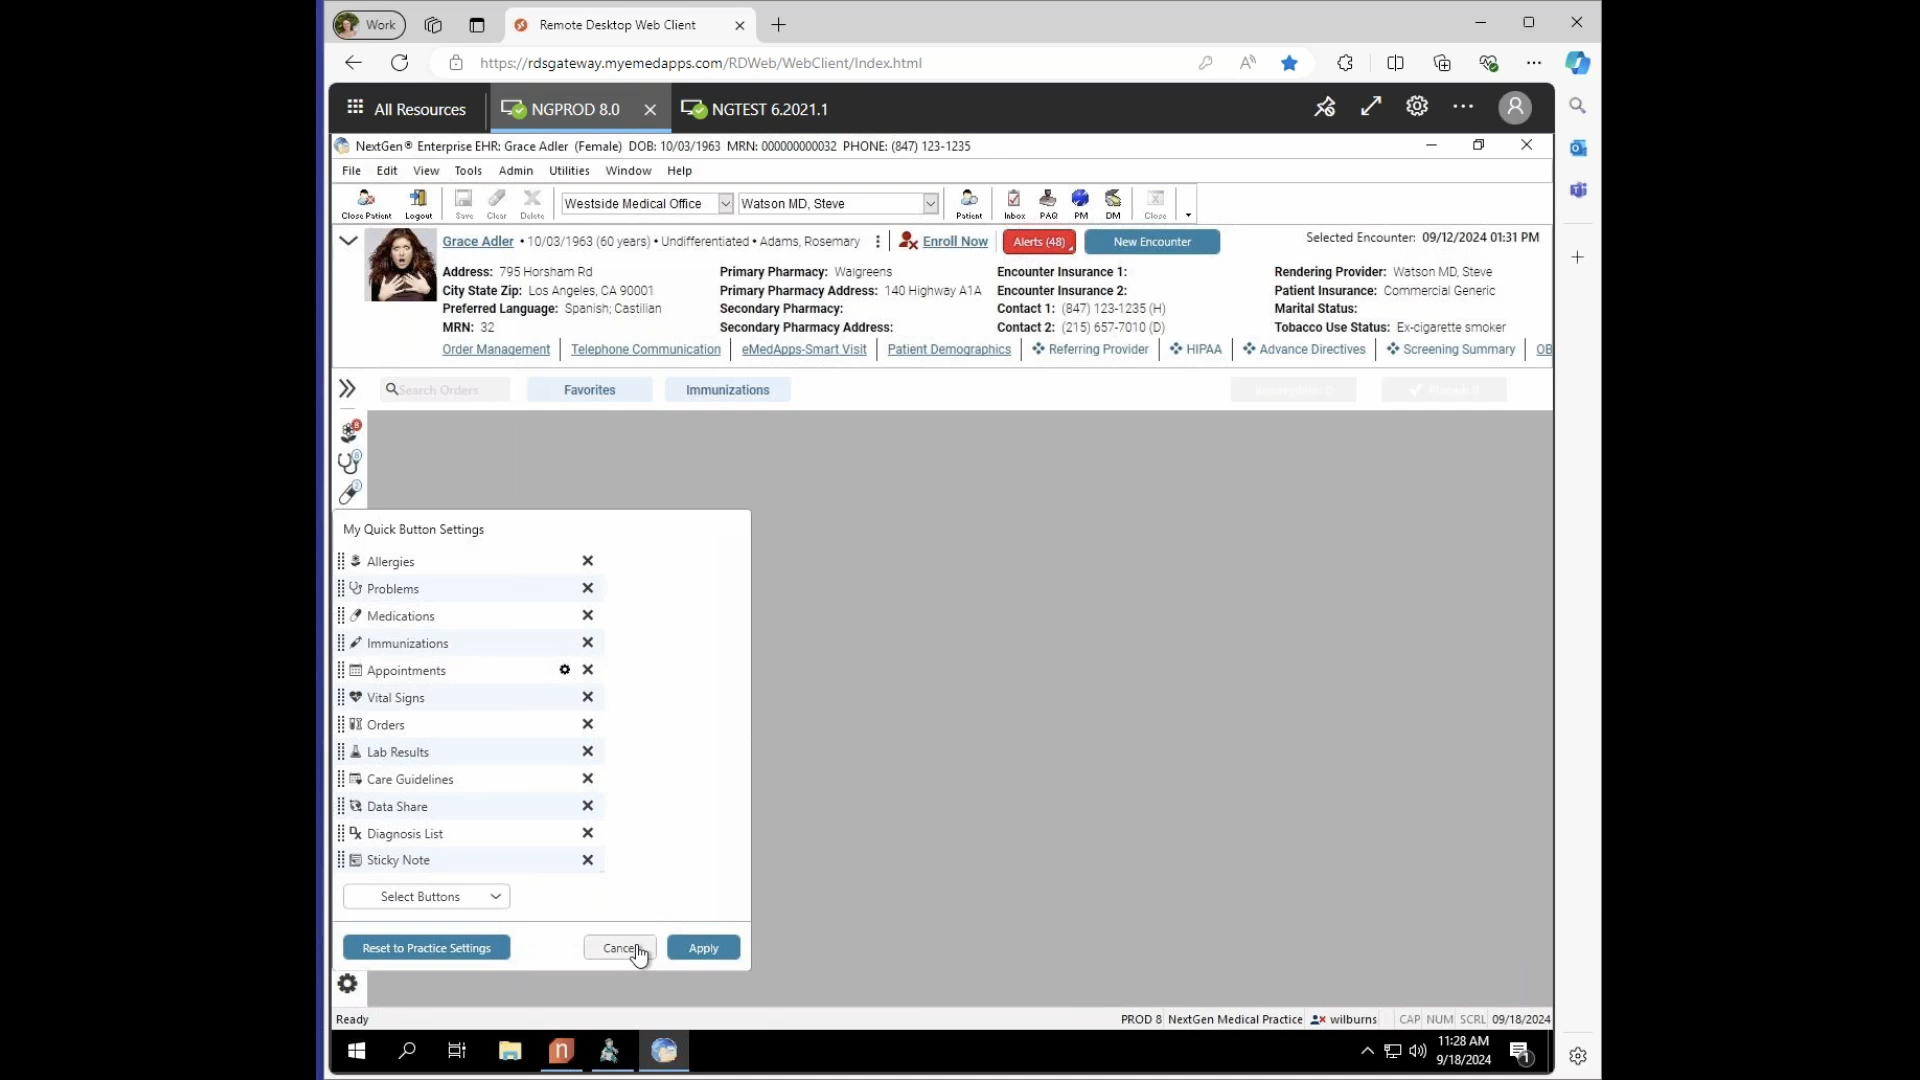 Work
Remote Desktop Web Client
https://rdsgateway.myemedapps.com/RDWeb/WebClient/Index.html
All Resources
NGPROD 8.0
NGTEST 6.2021.1
NextGen® Enterprise EHR: Grace Adler (Female) DOB: 10/03/1963 MRN: 000000000032 PHONE: (847) 123-1235
File Edit View Tools Admin Utilities Window Help
Close Patient Logout Save Clear Delete Westside Medical Office Watson MD, Steve Patient Inbox PAQ PM DM Close
Grace Adler • 10/03/1963 (60 years) • Undifferentiated • Adams, Rosemary Enroll Now Alerts (48) New Encounter Selected Encounter: 09/12/2024 01:31 PM
Address: 795 Horsham Rd Primary Pharmacy: Walgreens Encounter Insurance 1: Rendering Provider: Watson MD, Steve
City State Zip: Los Angeles, CA 90001 Primary Pharmacy Address: 140 Highway A1A Encounter Insurance 2: Patient Insurance: Commercial Generic
Preferred Language: Spanish; Castilian Secondary Pharmacy: Contact 1: (847) 123-1235 (H) Marital Status:
MRN: 32 Secondary Pharmacy Address: Contact 2: (215) 657-7010 (D) Tobacco Use Status: Ex-cigarette smoker
Order Management Telephone Communication eMedApps-Smart Visit Patient Demographics Referring Provider HIPAA Advance Directives Screening Summary OB
Search Orders Favorites Immunizations
8
8
2
My Quick Button Settings
Allergies
Problems
Medications
Immunizations
Appointments
Vital Signs
Orders
Lab Results
Care Guidelines
Data Share
Diagnosis List
Sticky Note
Select Buttons
Reset to Practice Settings Cancel Apply
Ready PROD 8 NextGen Medical Practice wilburns CAP NUM SCRL 09/18/2024
11:28 AM
9/18/2024
1